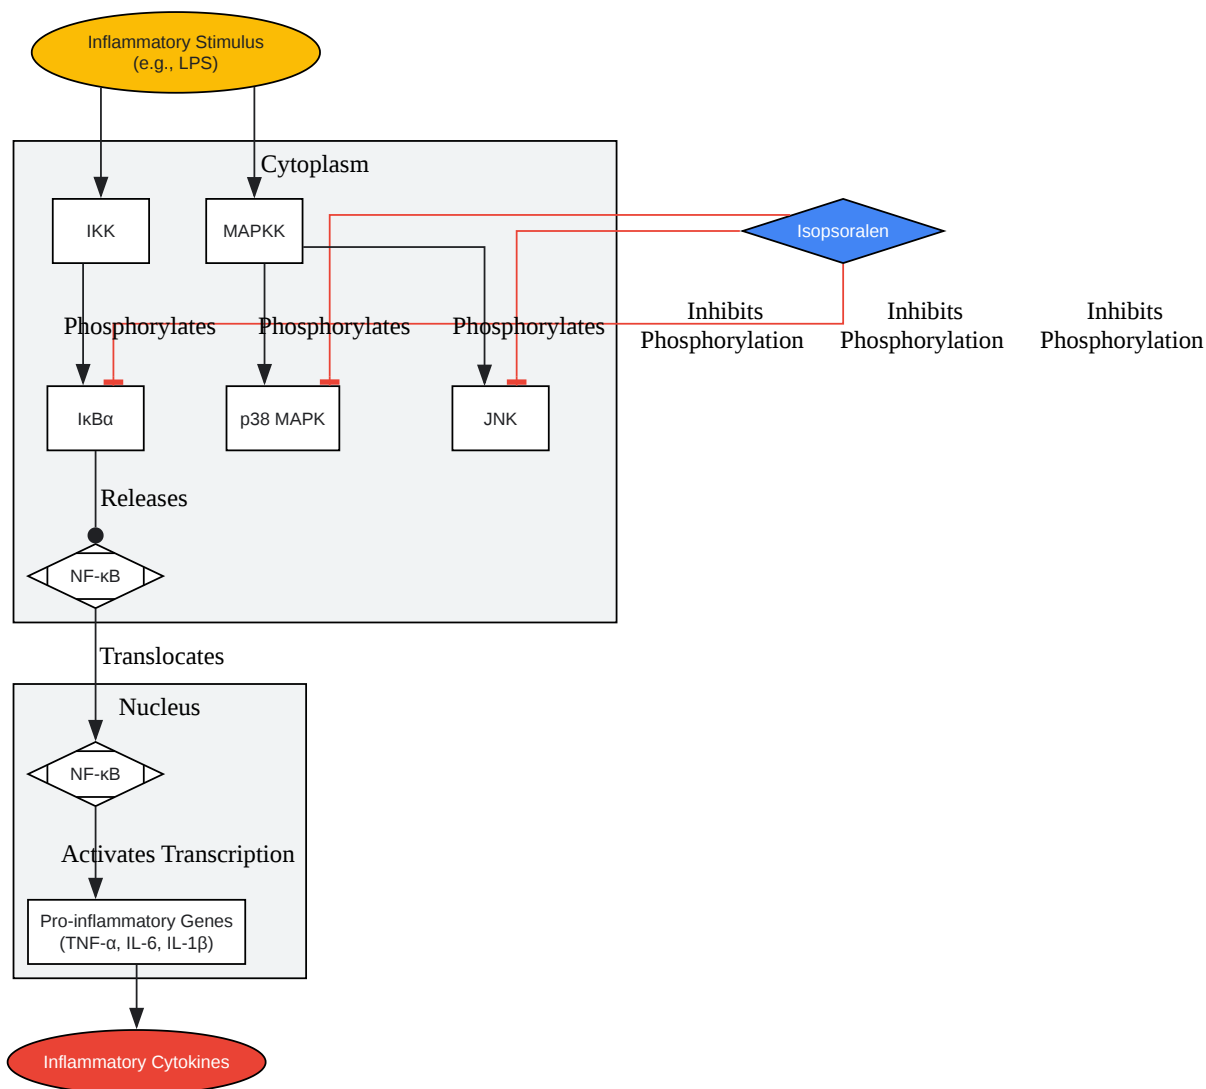 Inflammatory Stimulus
(e.g., LPS)
Cytoplasm
IKK
MAPKK
Isopsoralen
Phosphorylates
Phosphorylates
Phosphorylates
Inhibits
Phosphorylation
Inhibits
Phosphorylation
Inhibits
Phosphorylation
IκBα
p38 MAPK
JNK
Releases
NF-κB
Translocates
Nucleus
NF-κB
Activates Transcription
Pro-inflammatory Genes
(TNF-α, IL-6, IL-1β)
Inflammatory Cytokines